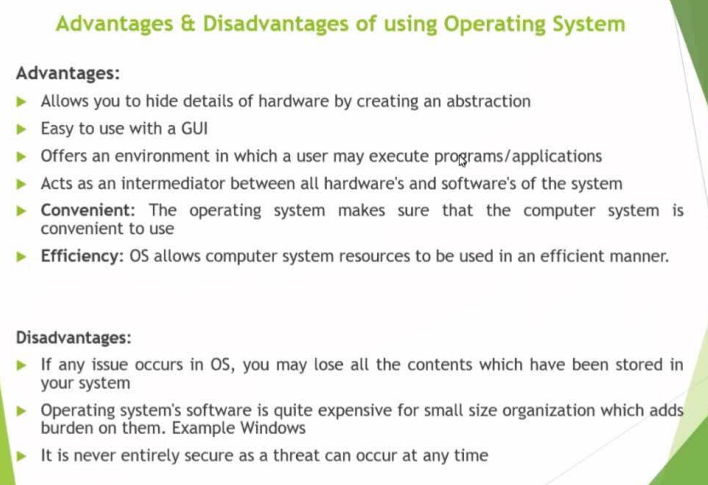 Advantages & Disadvantages of using Operating System
Advantages:
Allows you to hide details of hardware by creating an abstraction
Easy to use with a GUI
Offers an environment in which a user may execute programs/applications
Acts as an intermediator between all hardware's and software's of the system
Convenient: The operating system makes sure that the computer system is
convenient to use
Efficiency: OS allows computer system resources to be used in an efficient manner.
Disadvantages:
If any issue occurs in OS, you may lose all the contents which have been stored in
your system
Operating system's software is quite expensive for small size organization which adds
burden on them. Example Windows
It is never entirely secure as a threat can occur at any time